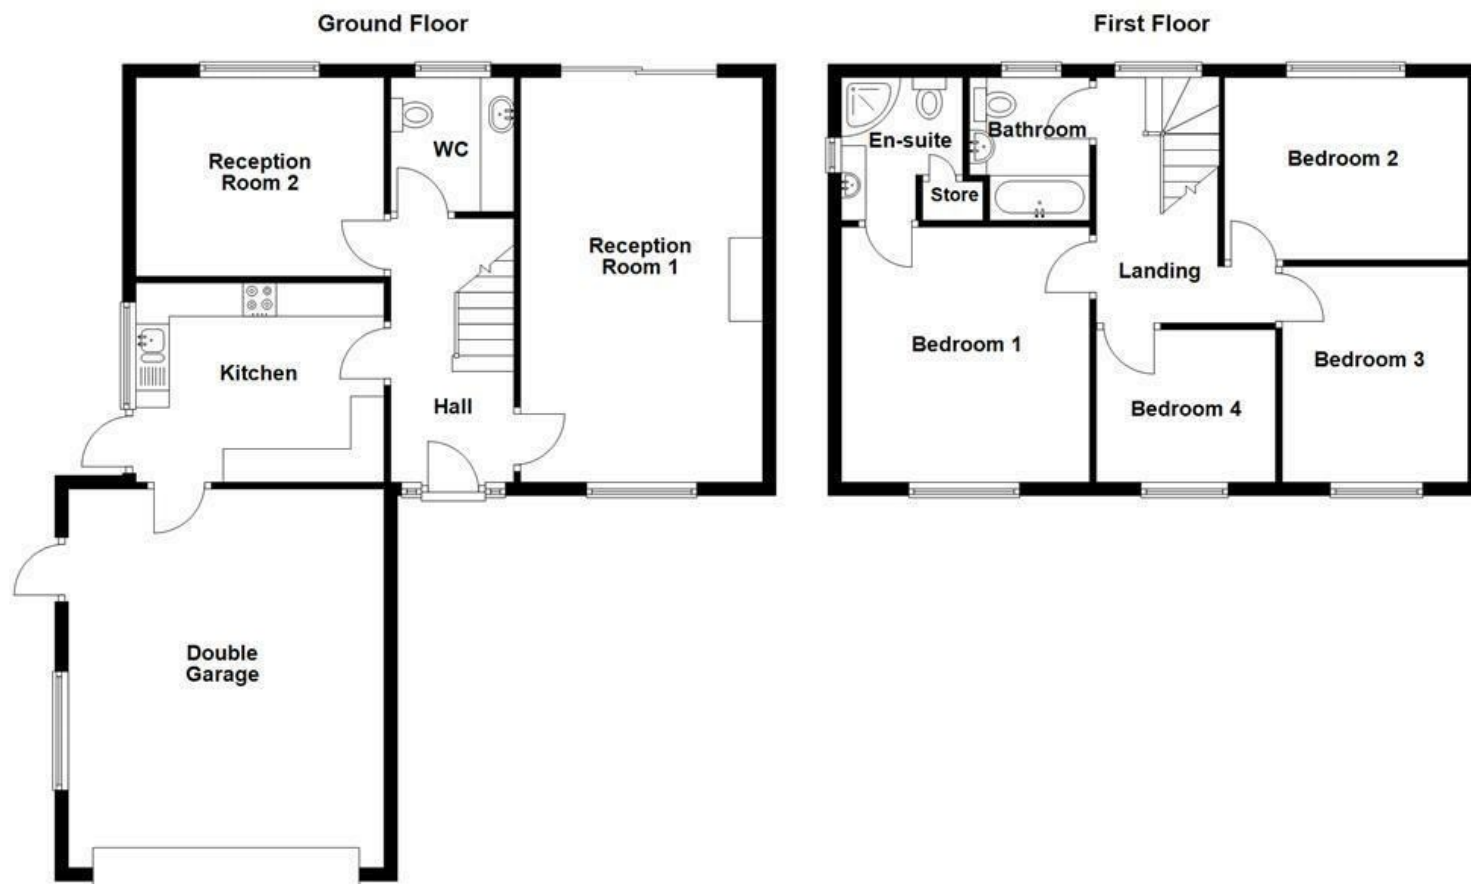 Ground Floor
Reception
Room 2
WC
Reception
Room 1
Kitchen
Hall
Double
Garage
First Floor
En-suite
Bathroom
Store
Bedroom 2
Landing
Bedroom 1
Bedroom 3
Bedroom 4